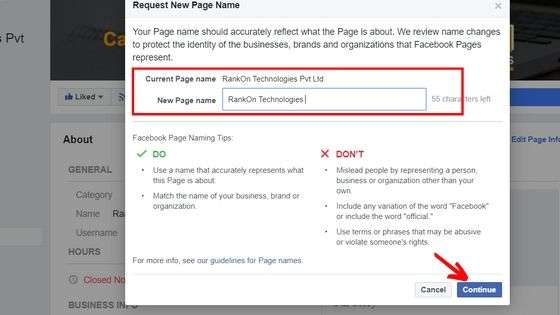 Request New Page Name
Your Page name should accurately reflect what the Page is about. We review name changes
to protect the identity of the businesses, brands and organizations that Facebook Pages
represent.
Current Page name RankOn Technologies Pvt Ltd
New Page name RankOn Technologies 55 characters left
Facebook Page Naming Tips:
DO
Use a name that accurately represents what
this Page is about.
Match the name of your business, brand or
organization.
DON'T
Mislead people by representing a person,
business or organization other than your
own.
Include any variation of the word "Facebook"
or include the word "official."
Use terms or phrases that may be abusive
or violate someone's rights.
For more info, see our guidelines for Page names.
Cancel Continue
s Pvt
Ca
Liked
About
Edit Page Info
GENERAL
Category
Name Ra
HOURS
Closed No
BUSINESS INFO